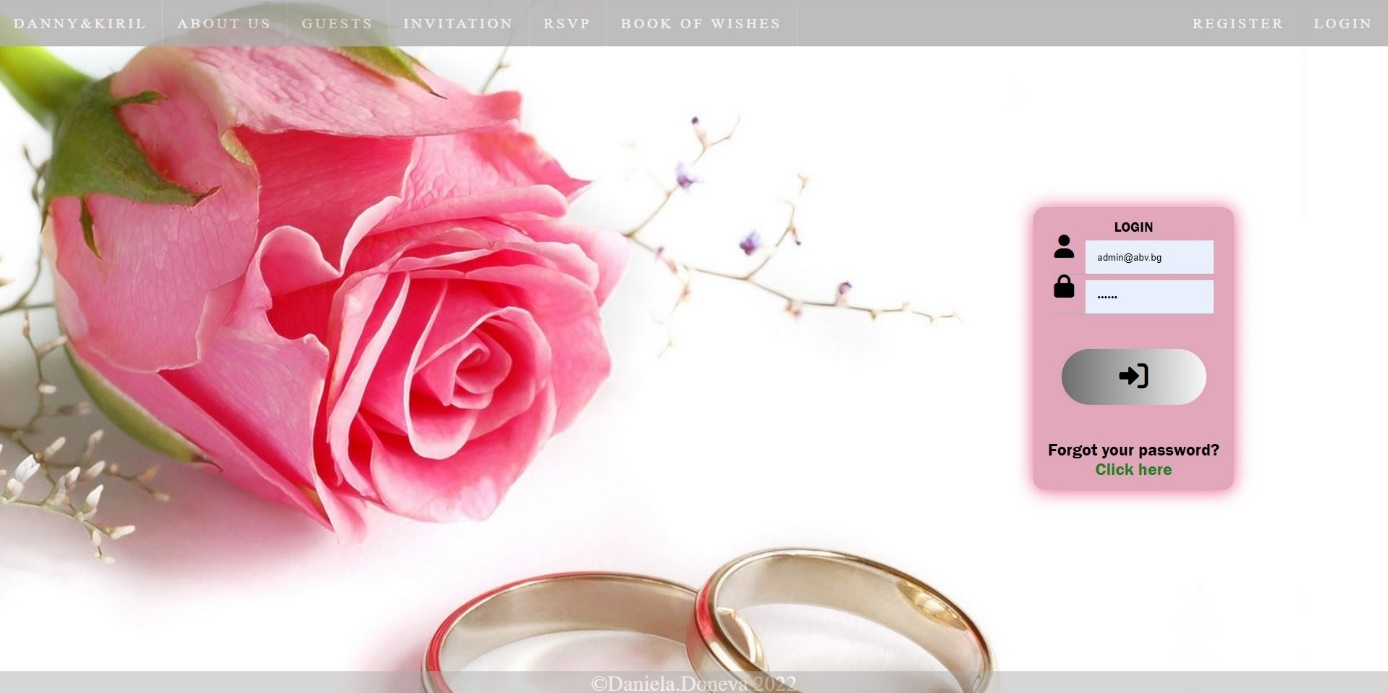 DANNY&KIRIL ABOUT US GUESTS INVITATION RSVP BOOK OF WISHES REGISTER LOGIN
LOGIN
admin@abv.bg
••••••
Forgot your password?
Click here
©Daniela.Doneva 2022